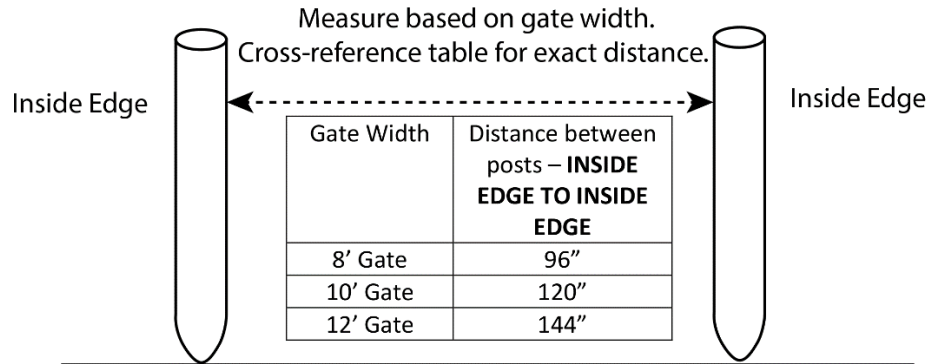 Measure based on gate width.
Cross-reference table for exact distance.
Inside Edge
Inside Edge
Gate Width
Distance between
posts – INSIDE
EDGE TO INSIDE
EDGE
8’ Gate 96”
10’ Gate 120”
12’ Gate 144”